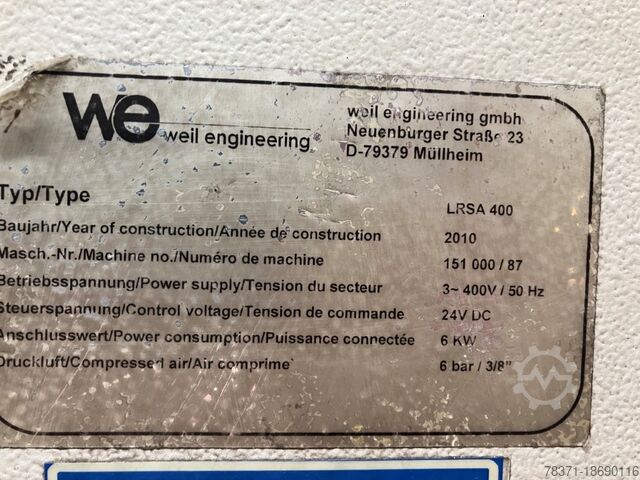 we weil engineering
weil engineering gmbh
Neuenburger Straße 23
D-79379 Müllheim
Typ/Type LRSA 400
Baujahr/Year of construction/Année de construction 2010
Masch.-Nr./Machine no./Numéro de machine 151 000 / 87
Betriebsspannung/Power supply/Tension du secteur 3~ 400V / 50 Hz
Steuerspannung/Control voltage/Tension de commande 24V DC
Anschlusswert/Power consumption/Puissance connectée 6 KW
Druckluft/Compressed air/Air comprime´ 6 bar / 3/8"
78371-18690116